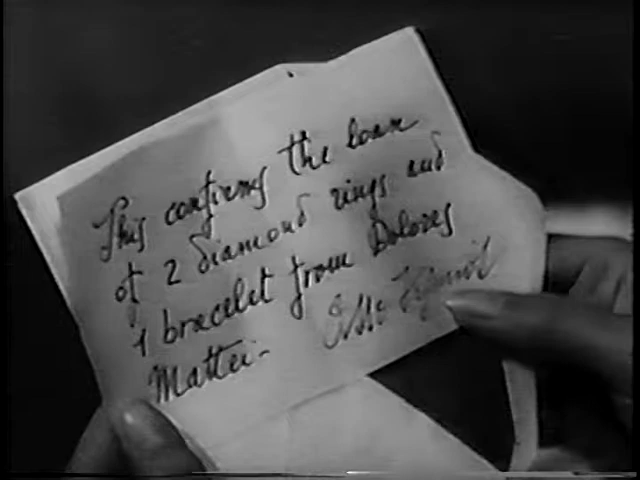 This confirms the loan
of 2 diamond rings and
1 bracelet from Dolores
Mattei-